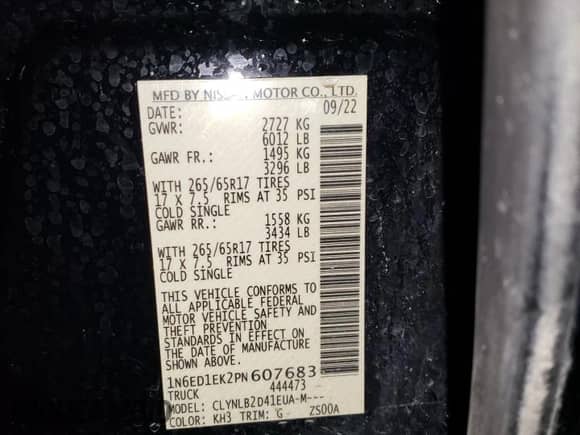 MFD BY NISSAN MOTOR CO., LTD.
DATE: 09/22
GVWR: 2727 KG
6012 LB
GAWR FR.: 1495 KG
3296 LB
WITH 265/65R17 TIRES
17 X 7.5 RIMS AT 35 PSI
COLD SINGLE
GAWR RR.: 1558 KG
3434 LB
WITH 265/65R17 TIRES
17 X 7.5 RIMS AT 35 PSI
COLD SINGLE
THIS VEHICLE CONFORMS TO
ALL APPLICABLE FEDERAL
MOTOR VEHICLE SAFETY AND
THEFT PREVENTION
STANDARDS IN EFFECT ON
THE DATE OF MANUFACTURE
SHOWN ABOVE.
1N6ED1EK2PN607683
TRUCK 444473
MODEL: CLYNLB2D41EUA-M---
COLOR: KH3 TRIM: G ZS00A